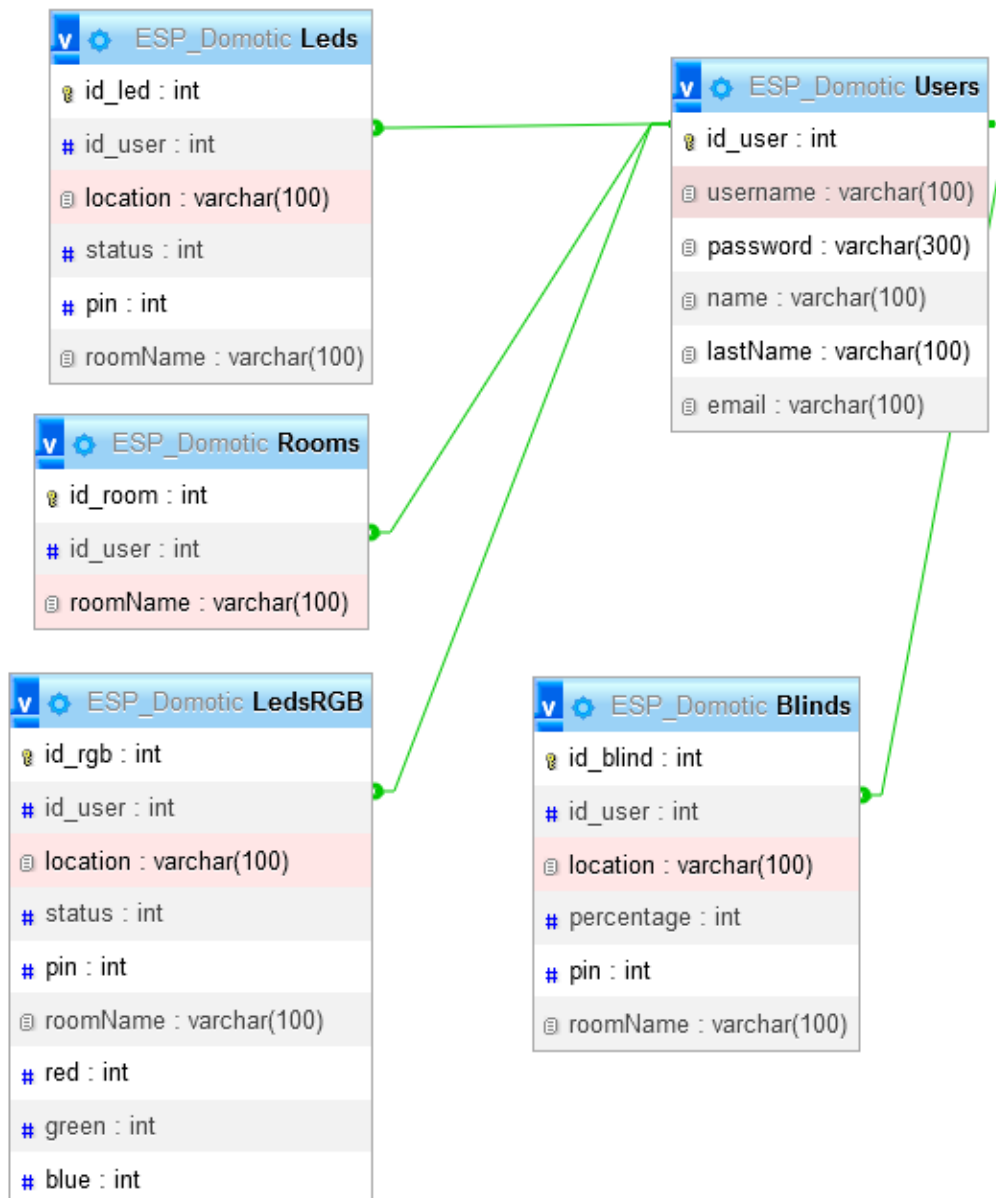 v ESP_Domotic Leds
id_led : int
# id_user : int
location : varchar(100)
# status : int
# pin : int
roomName : varchar(100)
v ESP_Domotic Users
id_user : int
username : varchar(100)
password : varchar(300)
name : varchar(100)
lastName : varchar(100)
email : varchar(100)
v ESP_Domotic Rooms
id_room : int
# id_user : int
roomName : varchar(100)
v ESP_Domotic LedsRGB
id_rgb : int
# id_user : int
location : varchar(100)
# status : int
# pin : int
roomName : varchar(100)
# red : int
# green : int
# blue : int
v ESP_Domotic Blinds
id_blind : int
# id_user : int
location : varchar(100)
# percentage : int
# pin : int
roomName : varchar(100)